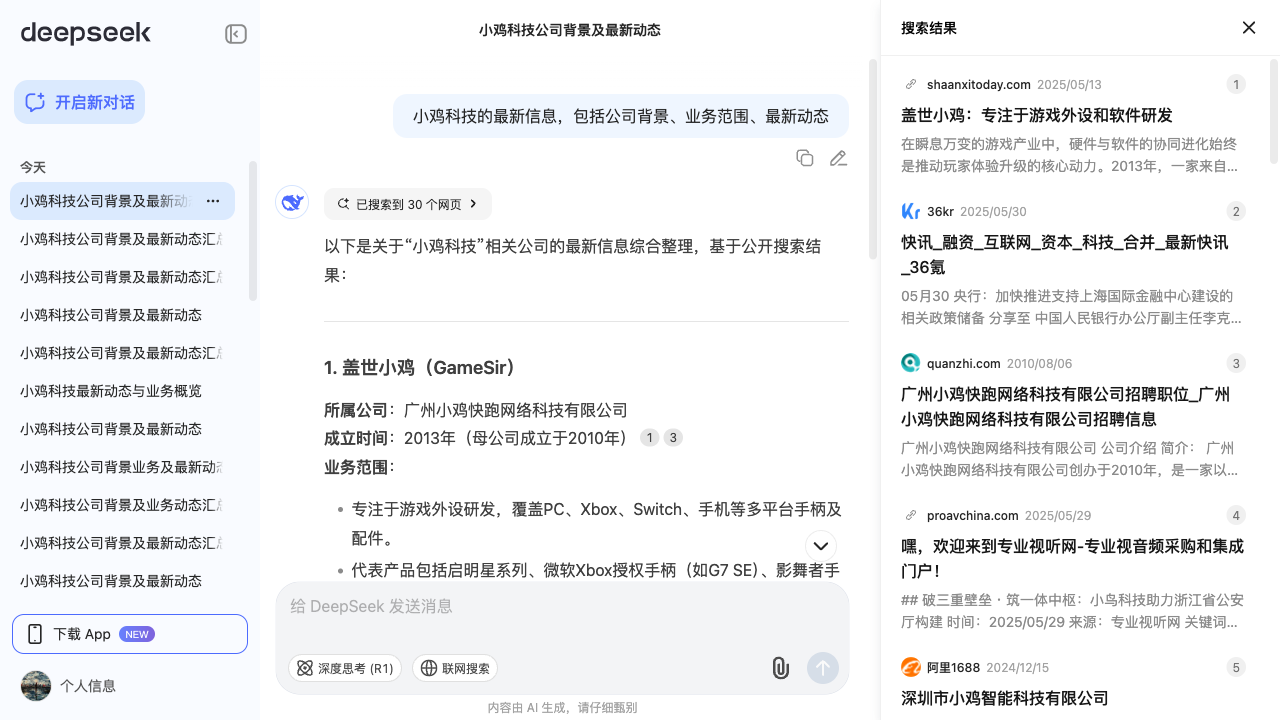 deepseek
开启新对话
今天
小鸡科技公司背景及最新动
小鸡科技公司背景及最新动态汇总
小鸡科技公司背景及最新动态汇总
小鸡科技公司背景及最新动态
小鸡科技公司背景及最新动态汇总
小鸡科技最新动态与业务概览
小鸡科技公司背景及最新动态
小鸡科技公司背景业务及最新动态
小鸡科技公司背景及业务动态汇总
小鸡科技公司背景及最新动态汇总
小鸡科技公司背景及最新动态
下载 App NEW
个人信息
小鸡科技公司背景及最新动态
小鸡科技的最新信息，包括公司背景、业务范围、最新动态
已搜索到 30 个网页
以下是关于“小鸡科技”相关公司的最新信息综合整理，基于公开搜索结
果：
1. 盖世小鸡（GameSir）
所属公司：广州小鸡快跑网络科技有限公司
成立时间：2013年（母公司成立于2010年） 1 3
业务范围：
专注于游戏外设研发，覆盖PC、Xbox、Switch、手机等多平台手柄及
配件。
代表产品包括启明星系列、微软Xbox授权手柄（如G7 SE）、影舞者手
给 DeepSeek 发送消息
深度思考 (R1)
联网搜索
内容由 AI 生成，请仔细甄别
搜索结果
shaanxitoday.com 2025/05/13 1
盖世小鸡：专注于游戏外设和软件研发
在瞬息万变的游戏产业中，硬件与软件的协同进化始终
是推动玩家体验升级的核心动力。2013年，一家来自...
36kr 2025/05/30 2
快讯_融资_互联网_资本_科技_合并_最新快讯
_36氪
05月30 央行：加快推进支持上海国际金融中心建设的
相关政策储备 分享至 中国人民银行办公厅副主任李克...
quanzhi.com 2010/08/06 3
广州小鸡快跑网络科技有限公司招聘职位_广州
小鸡快跑网络科技有限公司招聘信息
广州小鸡快跑网络科技有限公司 公司介绍 简介： 广州
小鸡快跑网络科技有限公司创办于2010年，是一家以...
proavchina.com 2025/05/29 4
嘿，欢迎来到专业视听网-专业视音频采购和集成
门户！
## 破三重壁垒・筑一体中枢：小鸟科技助力浙江省公安
厅构建 时间：2025/05/29 来源：专业视听网 关键词...
阿里1688 2024/12/15 5
深圳市小鸡智能科技有限公司